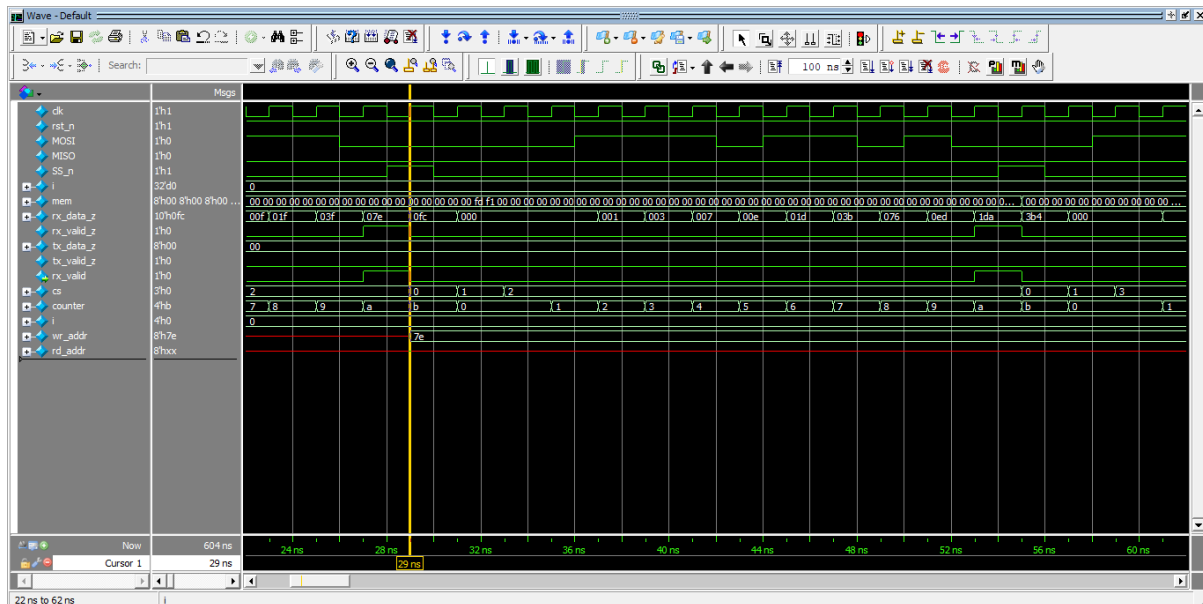 Wave - Default
Search:
100 ns
Msgs
clk 1'h1
rst_n 1'h1
MOSI 1'h0
MISO 1'h0
SS_n 1'h1
i 32'd0 0
mem 8'h00 8'h00 8'h00 ...
rx_data_z 10'h0fc 00f 01f 03f 07e 0fc 000 001 003 007 00e 01d 03b 076 0ed 1da 3b4 000
rx_valid_z 1'h0
tx_data_z 8'h00 00
tx_valid_z 1'h0
rx_valid 1'h0
cs 3'h0 2 0 1 2 0 1 3
counter 4'hb 7 8 9 a b 0 1 2 3 4 5 6 7 8 9 a b 0 1
i 4'h0 0
wr_addr 8'h7e 7e
rd_addr 8'hxx
Now 604 ns 24 ns 28 ns 32 ns 36 ns 40 ns 44 ns 48 ns 52 ns 56 ns 60 ns
Cursor 1 29 ns 29 ns
22 ns to 62 ns i